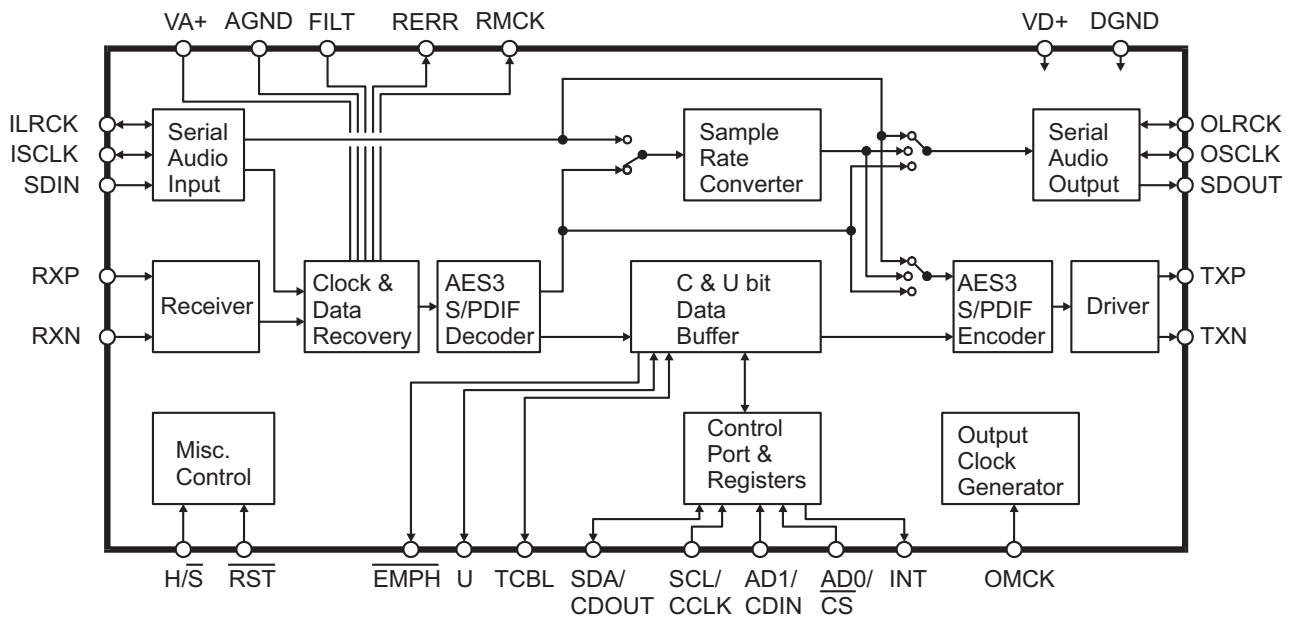 VA+ AGND FILT RERR RMCK VD+ DGND
ILRCK
ISCLK
SDIN
RXP
RXN
Serial
Audio
Input
Sample
Rate
Converter
Serial
Audio
Output
OLRCK
OSCLK
SDOUT
Receiver
Clock &
Data
Recovery
AES3
S/PDIF
Decoder
C & U bit
Data
Buffer
AES3
S/PDIF
Encoder
Driver
TXP
TXN
Misc.
Control
Control
Port &
Registers
Output
Clock
Generator
H/S̅ R̅S̅T̅ E̅M̅P̅H̅ U TCBL SDA/ SCL/ AD1/ AD0/ INT OMCK
CDOUT CCLK CDIN C̅S̅